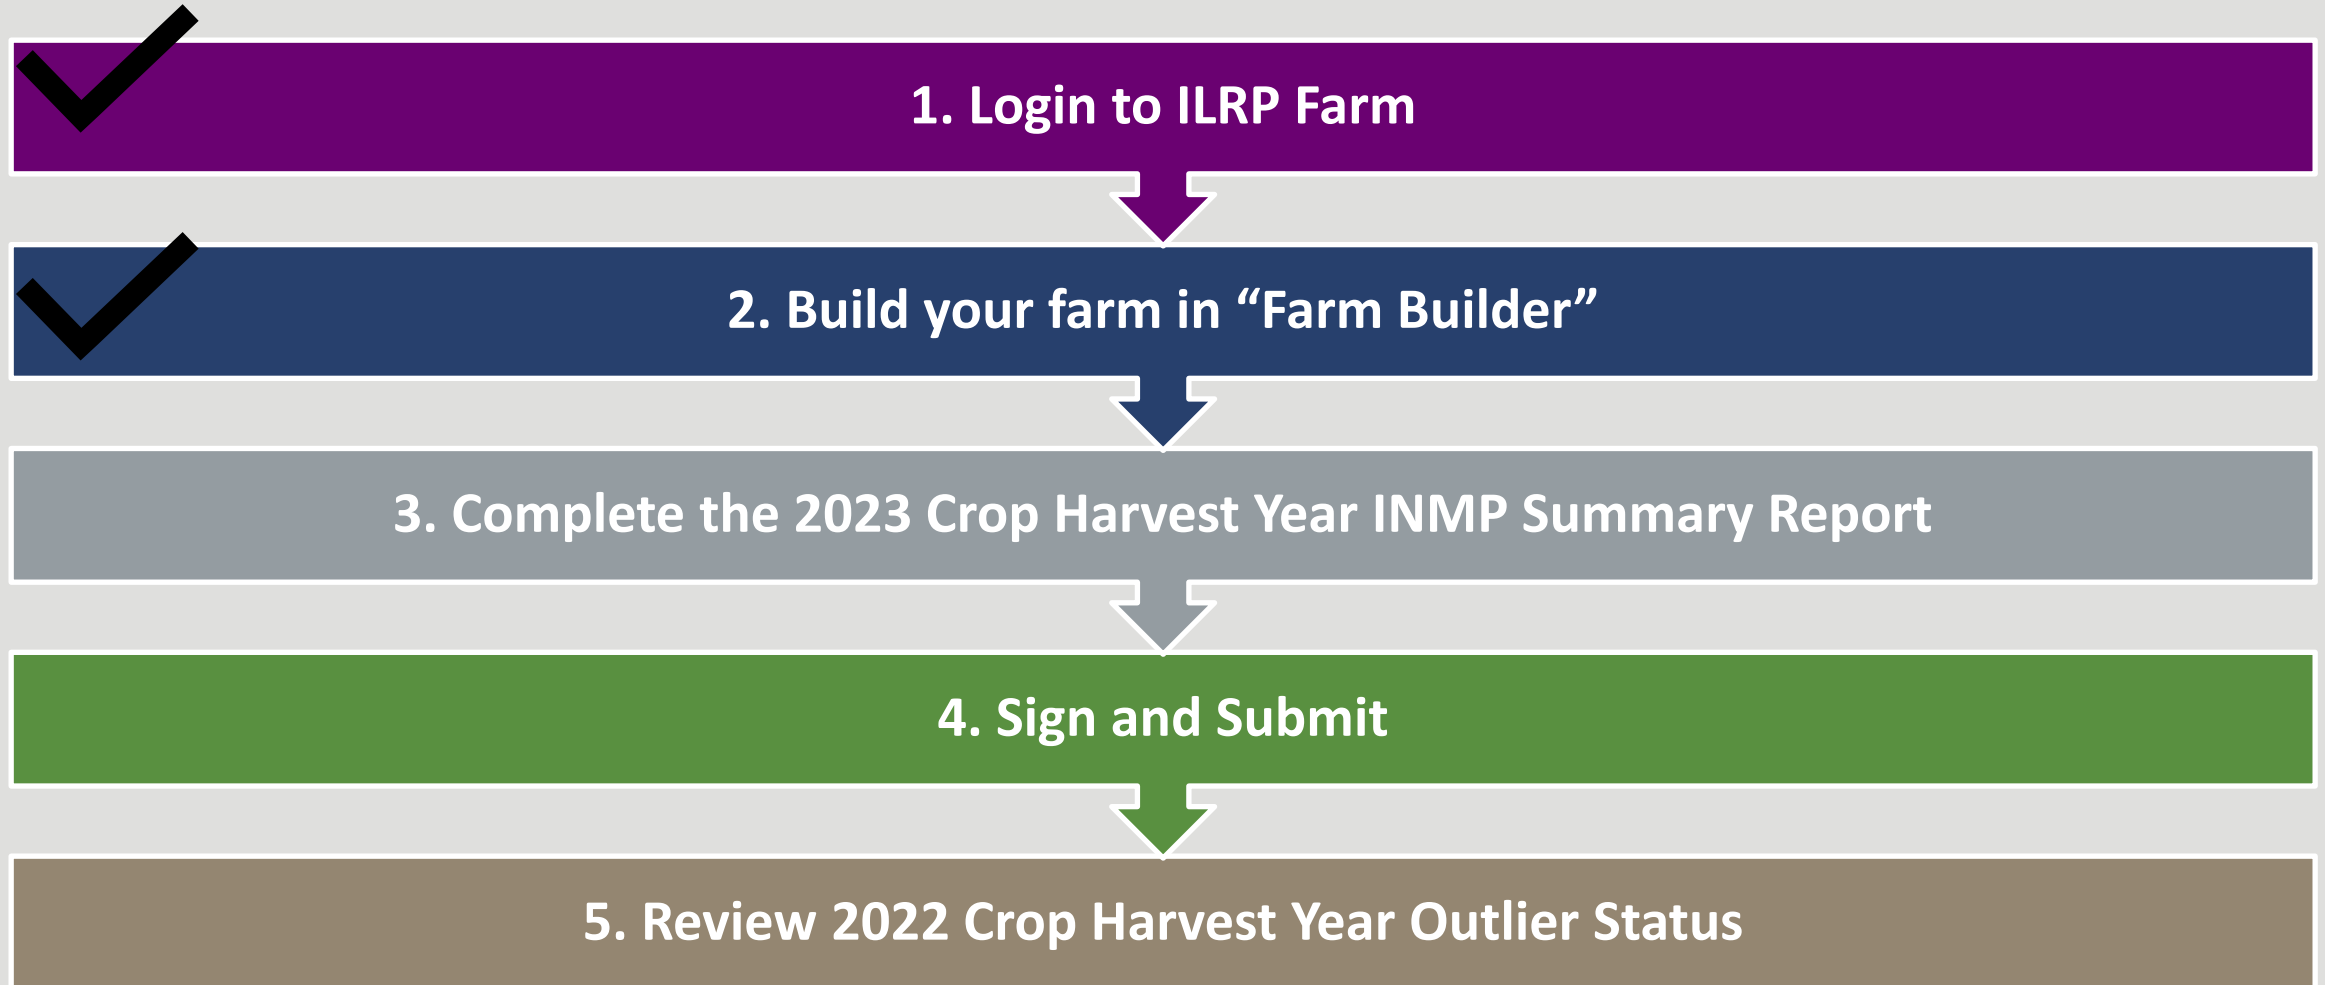 1. Login to ILRP Farm
2. Build your farm in “Farm Builder”
3. Complete the 2023 Crop Harvest Year INMP Summary Report
4. Sign and Submit
5. Review 2022 Crop Harvest Year Outlier Status